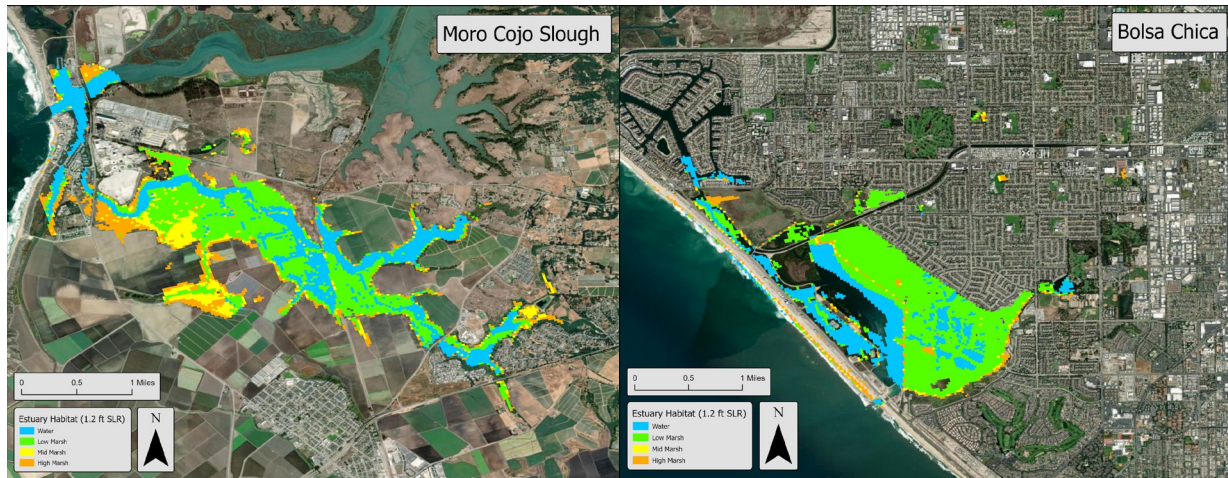 Moro Cojo Slough
0 0.5 1 Miles
Estuary Habitat (1.2 ft SLR)
Water
Low Marsh
Mid Marsh
High Marsh
N
Bolsa Chica
0 0.5 1 Miles
Estuary Habitat (1.2 ft SLR)
Water
Low Marsh
Mid Marsh
High Marsh
N